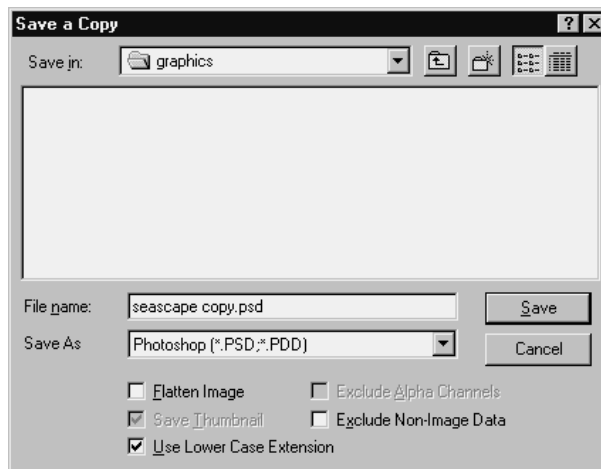 Save a Copy
Save in: graphics
File name: seascape copy.psd Save
Save As Photoshop (*.PSD;*.PDD) Cancel
Flatten Image Exclude Alpha Channels
Save Thumbnail Exclude Non-Image Data
Use Lower Case Extension